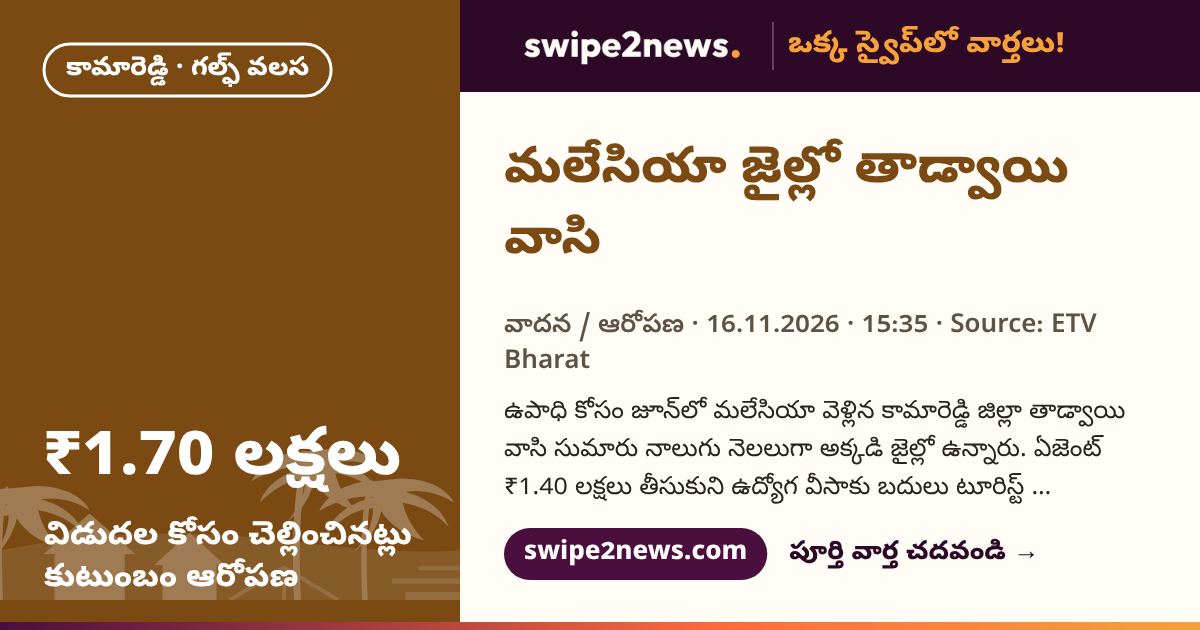 కామారెడ్డి · గల్ఫ్ వలస
₹1.70 లక్షలు
విడుదల కోసం చెల్లించినట్లు
కుటుంబం ఆరోపణ
swipe2news.
ఒక్క స్వైప్‌లో వార్తలు!
మలేసియా జైల్లో తాడ్వాయి
వాసి
వాదన / ఆరోపణ · 16.11.2026 · 15:35 · Source: ETV
Bharat
ఉపాధి కోసం జూన్‌లో మలేసియా వెళ్లిన కామారెడ్డి జిల్లా తాడ్వాయి
వాసి సుమారు నాలుగు నెలలుగా అక్కడి జైల్లో ఉన్నారు. ఏజెంట్
₹1.40 లక్షలు తీసుకుని ఉద్యోగ వీసాకు బదులు టూరిస్ట్ ...
swipe2news.com
పూర్తి వార్త చదవండి →